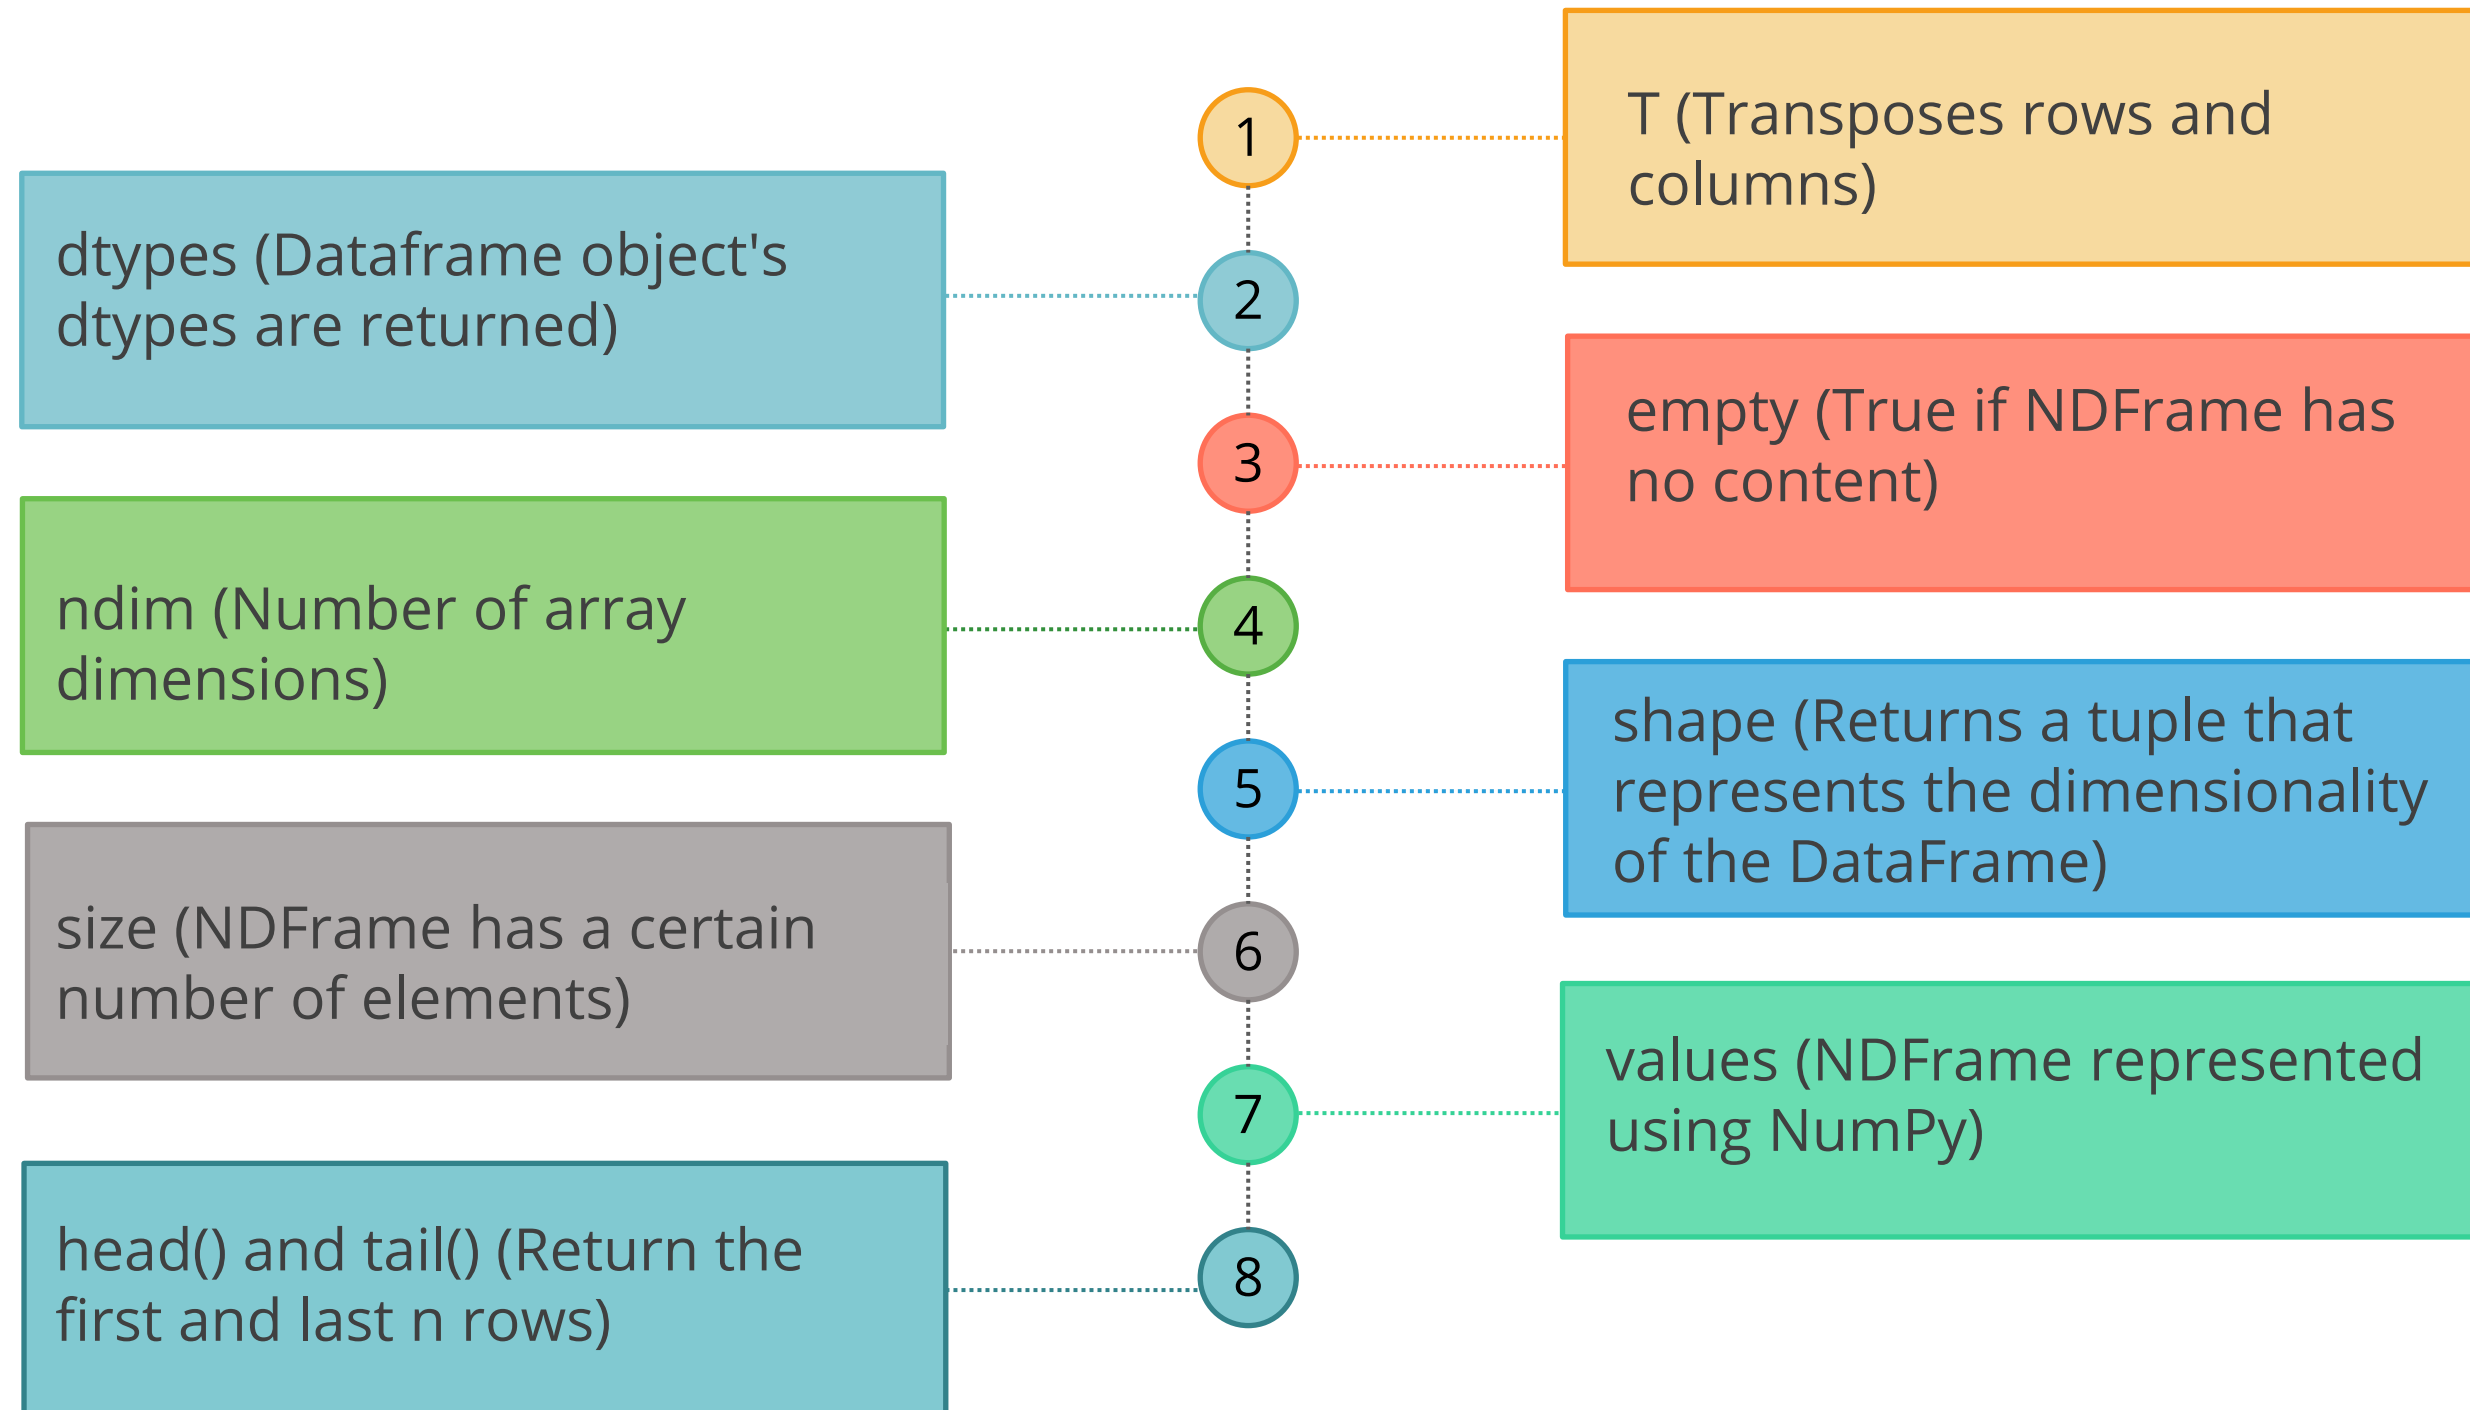 1
T (Transposes rows and
columns)
2
dtypes (Dataframe object's
dtypes are returned)
3
empty (True if NDFrame has
no content)
4
ndim (Number of array
dimensions)
5
shape (Returns a tuple that
represents the dimensionality
of the DataFrame)
6
size (NDFrame has a certain
number of elements)
7
values (NDFrame represented
using NumPy)
8
head() and tail() (Return the
first and last n rows)